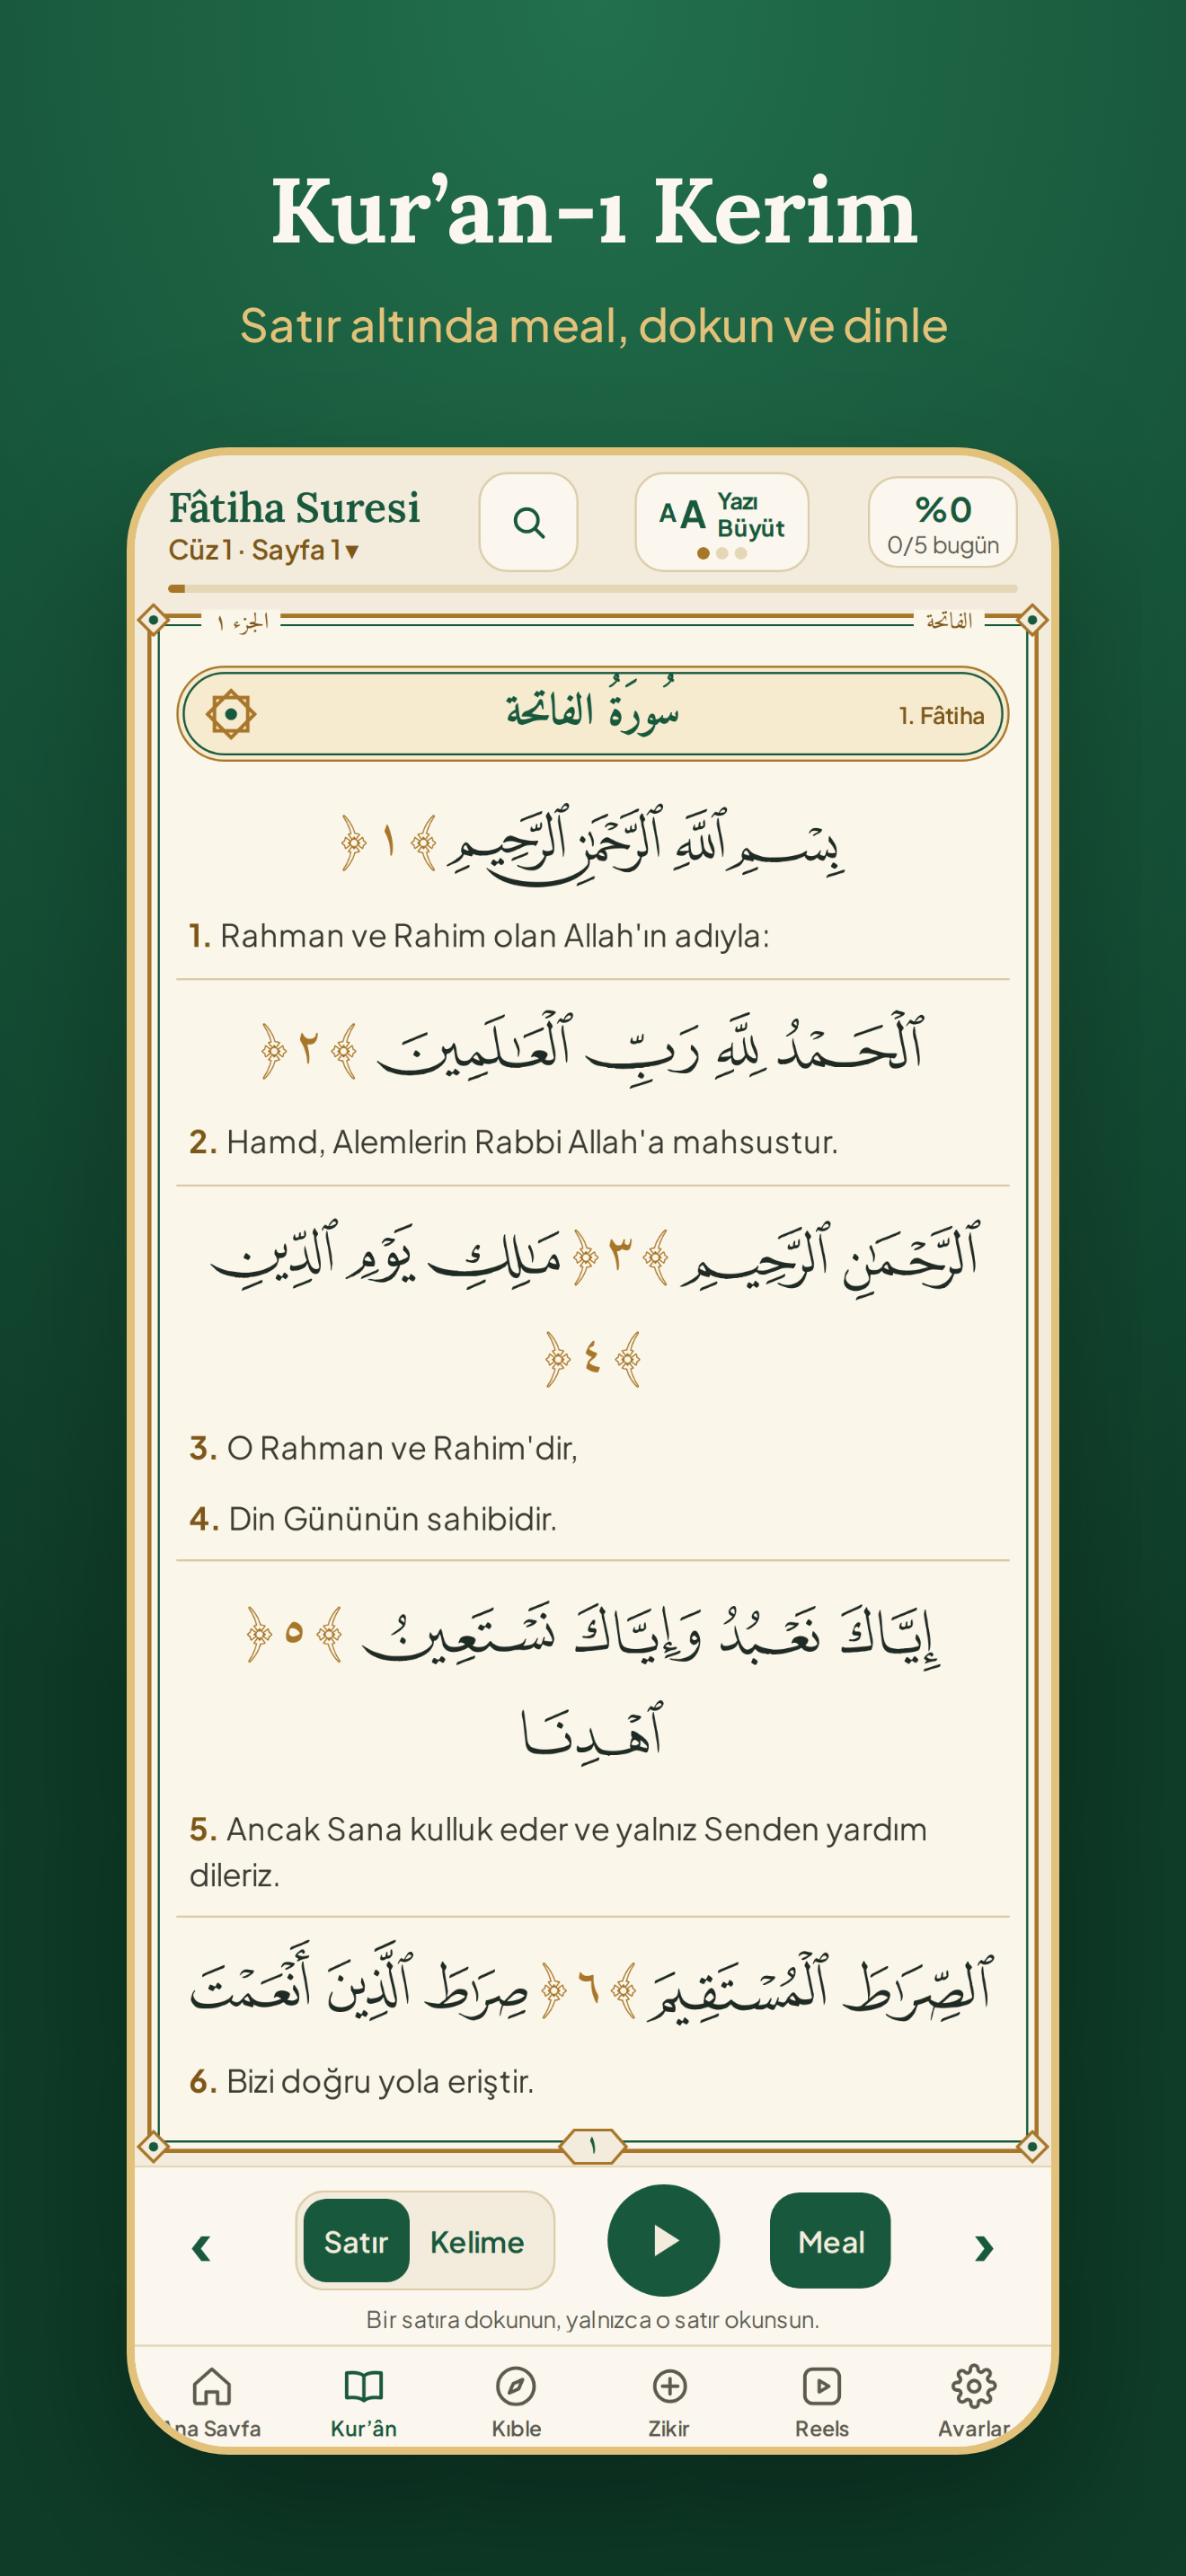 Kur’an-ı Kerim
Satır altında meal, dokun ve dinle
Fâtiha Suresi
Cüz 1 · Sayfa 1 ▾
AA Yazı Büyüt
%0
0/5 bugün
الجزء ١
الفاتحة
سُورَةُ الفاتحة
1. Fâtiha
بِسْمِ ٱللَّهِ ٱلرَّحْمَٰنِ ٱلرَّحِيمِ ﴿١﴾
1. Rahman ve Rahim olan Allah'ın adıyla:
ٱلْحَمْدُ لِلَّهِ رَبِّ ٱلْعَٰلَمِينَ ﴿٢﴾
2. Hamd, Alemlerin Rabbi Allah'a mahsustur.
ٱلرَّحْمَٰنِ ٱلرَّحِيمِ ﴿٣﴾ مَٰلِكِ يَوْمِ ٱلدِّينِ
﴿٤﴾
3. O Rahman ve Rahim'dir,
4. Din Gününün sahibidir.
إِيَّاكَ نَعْبُدُ وَإِيَّاكَ نَسْتَعِينُ ﴿٥﴾
ٱهْدِنَا
5. Ancak Sana kulluk eder ve yalnız Senden yardım
dileriz.
ٱلصِّرَٰطَ ٱلْمُسْتَقِيمَ ﴿٦﴾ صِرَٰطَ ٱلَّذِينَ أَنْعَمْتَ
6. Bizi doğru yola eriştir.
١
‹ Satır Kelime Meal ›
Bir satıra dokunun, yalnızca o satır okunsun.
Ana Sayfa Kur’ân Kıble Zikir Reels Ayarlar